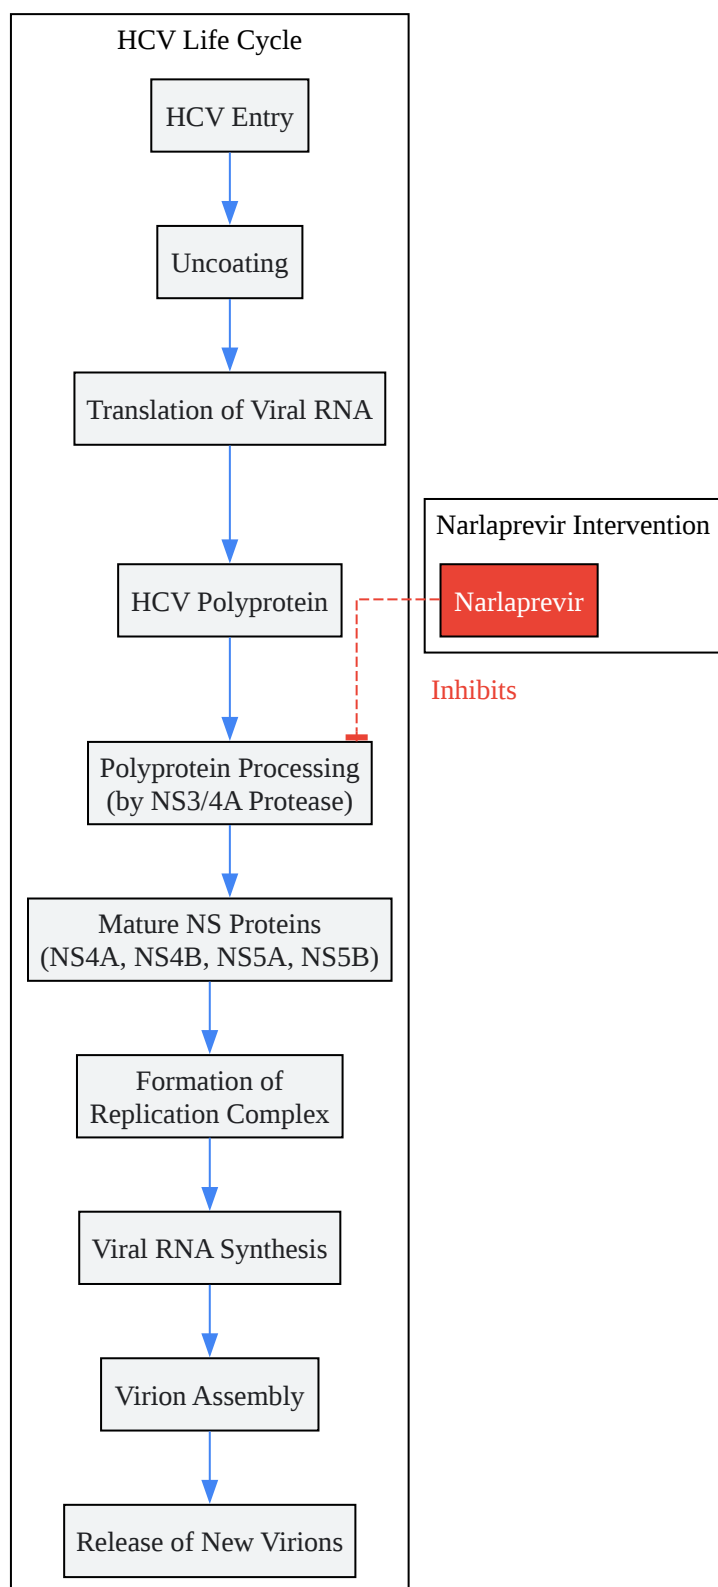 HCV Life Cycle
HCV Entry
Uncoating
Translation of Viral RNA
HCV Polyprotein
Narlaprevir Intervention
Narlaprevir
Inhibits
Polyprotein Processing
(by NS3/4A Protease)
Mature NS Proteins
(NS4A, NS4B, NS5A, NS5B)
Formation of
Replication Complex
Viral RNA Synthesis
Virion Assembly
Release of New Virions